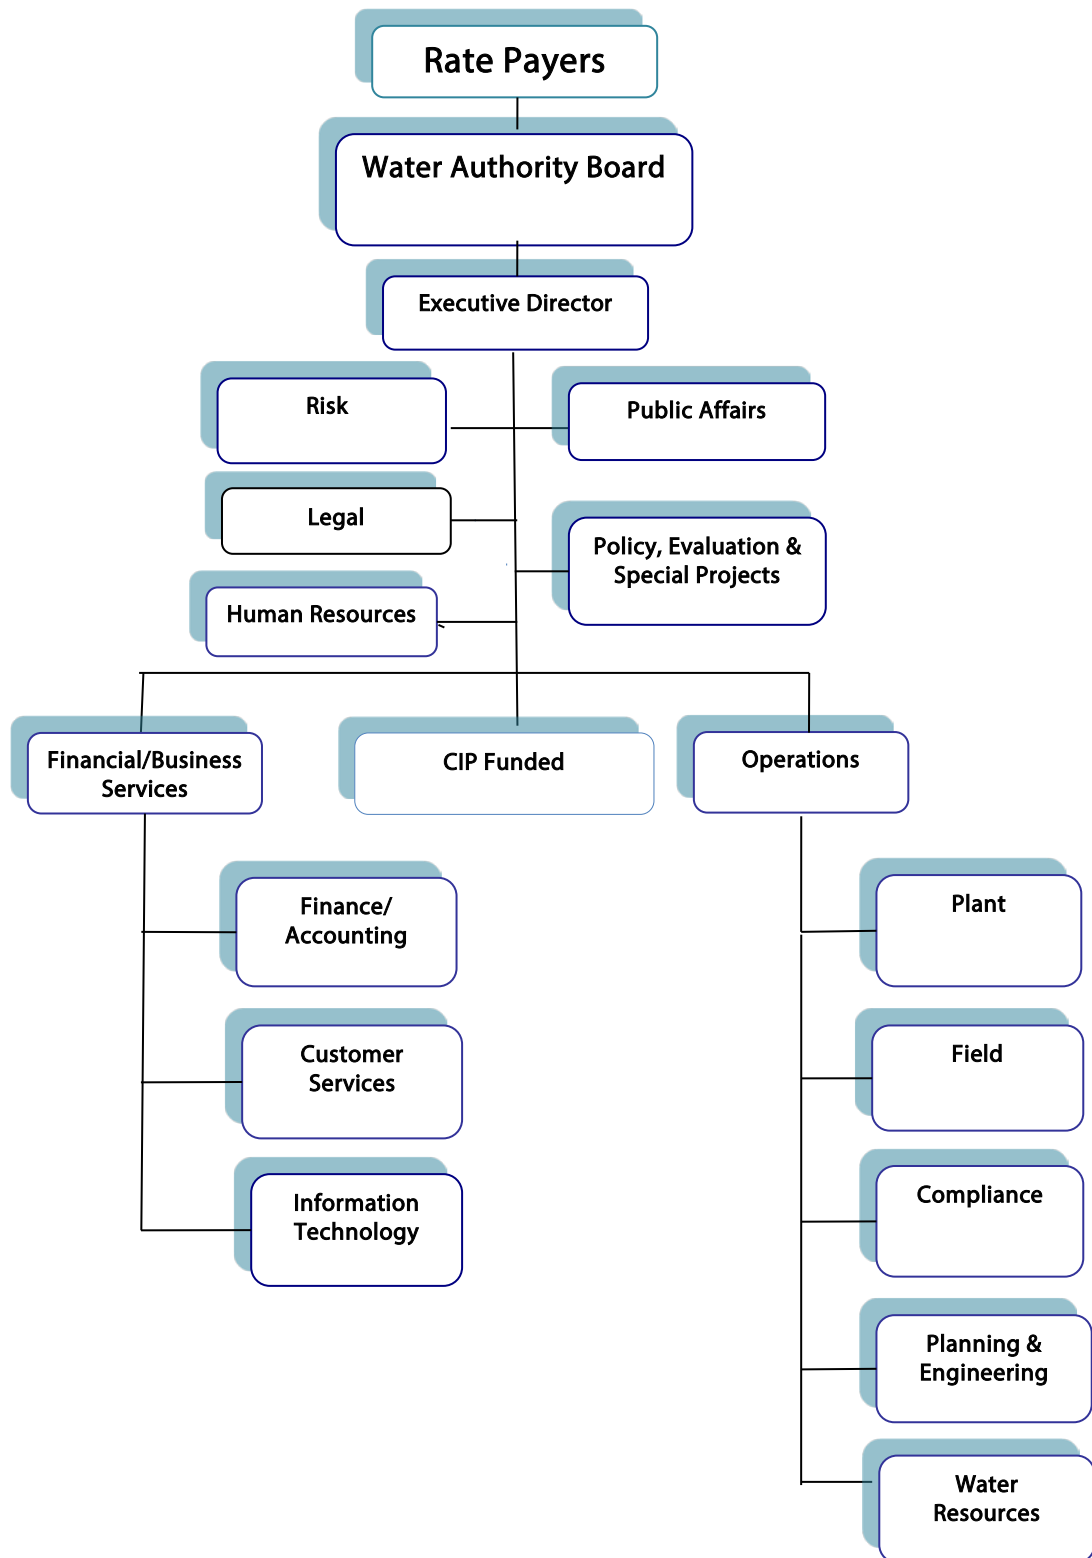 Rate Payers
Water Authority Board
Executive Director
Risk
Public Affairs
Legal
Policy, Evaluation &
Special Projects
Human Resources
Financial/Business
Services
CIP Funded
Operations
Finance/
Accounting
Plant
Customer
Services
Field
Information
Technology
Compliance
Planning &
Engineering
Water
Resources